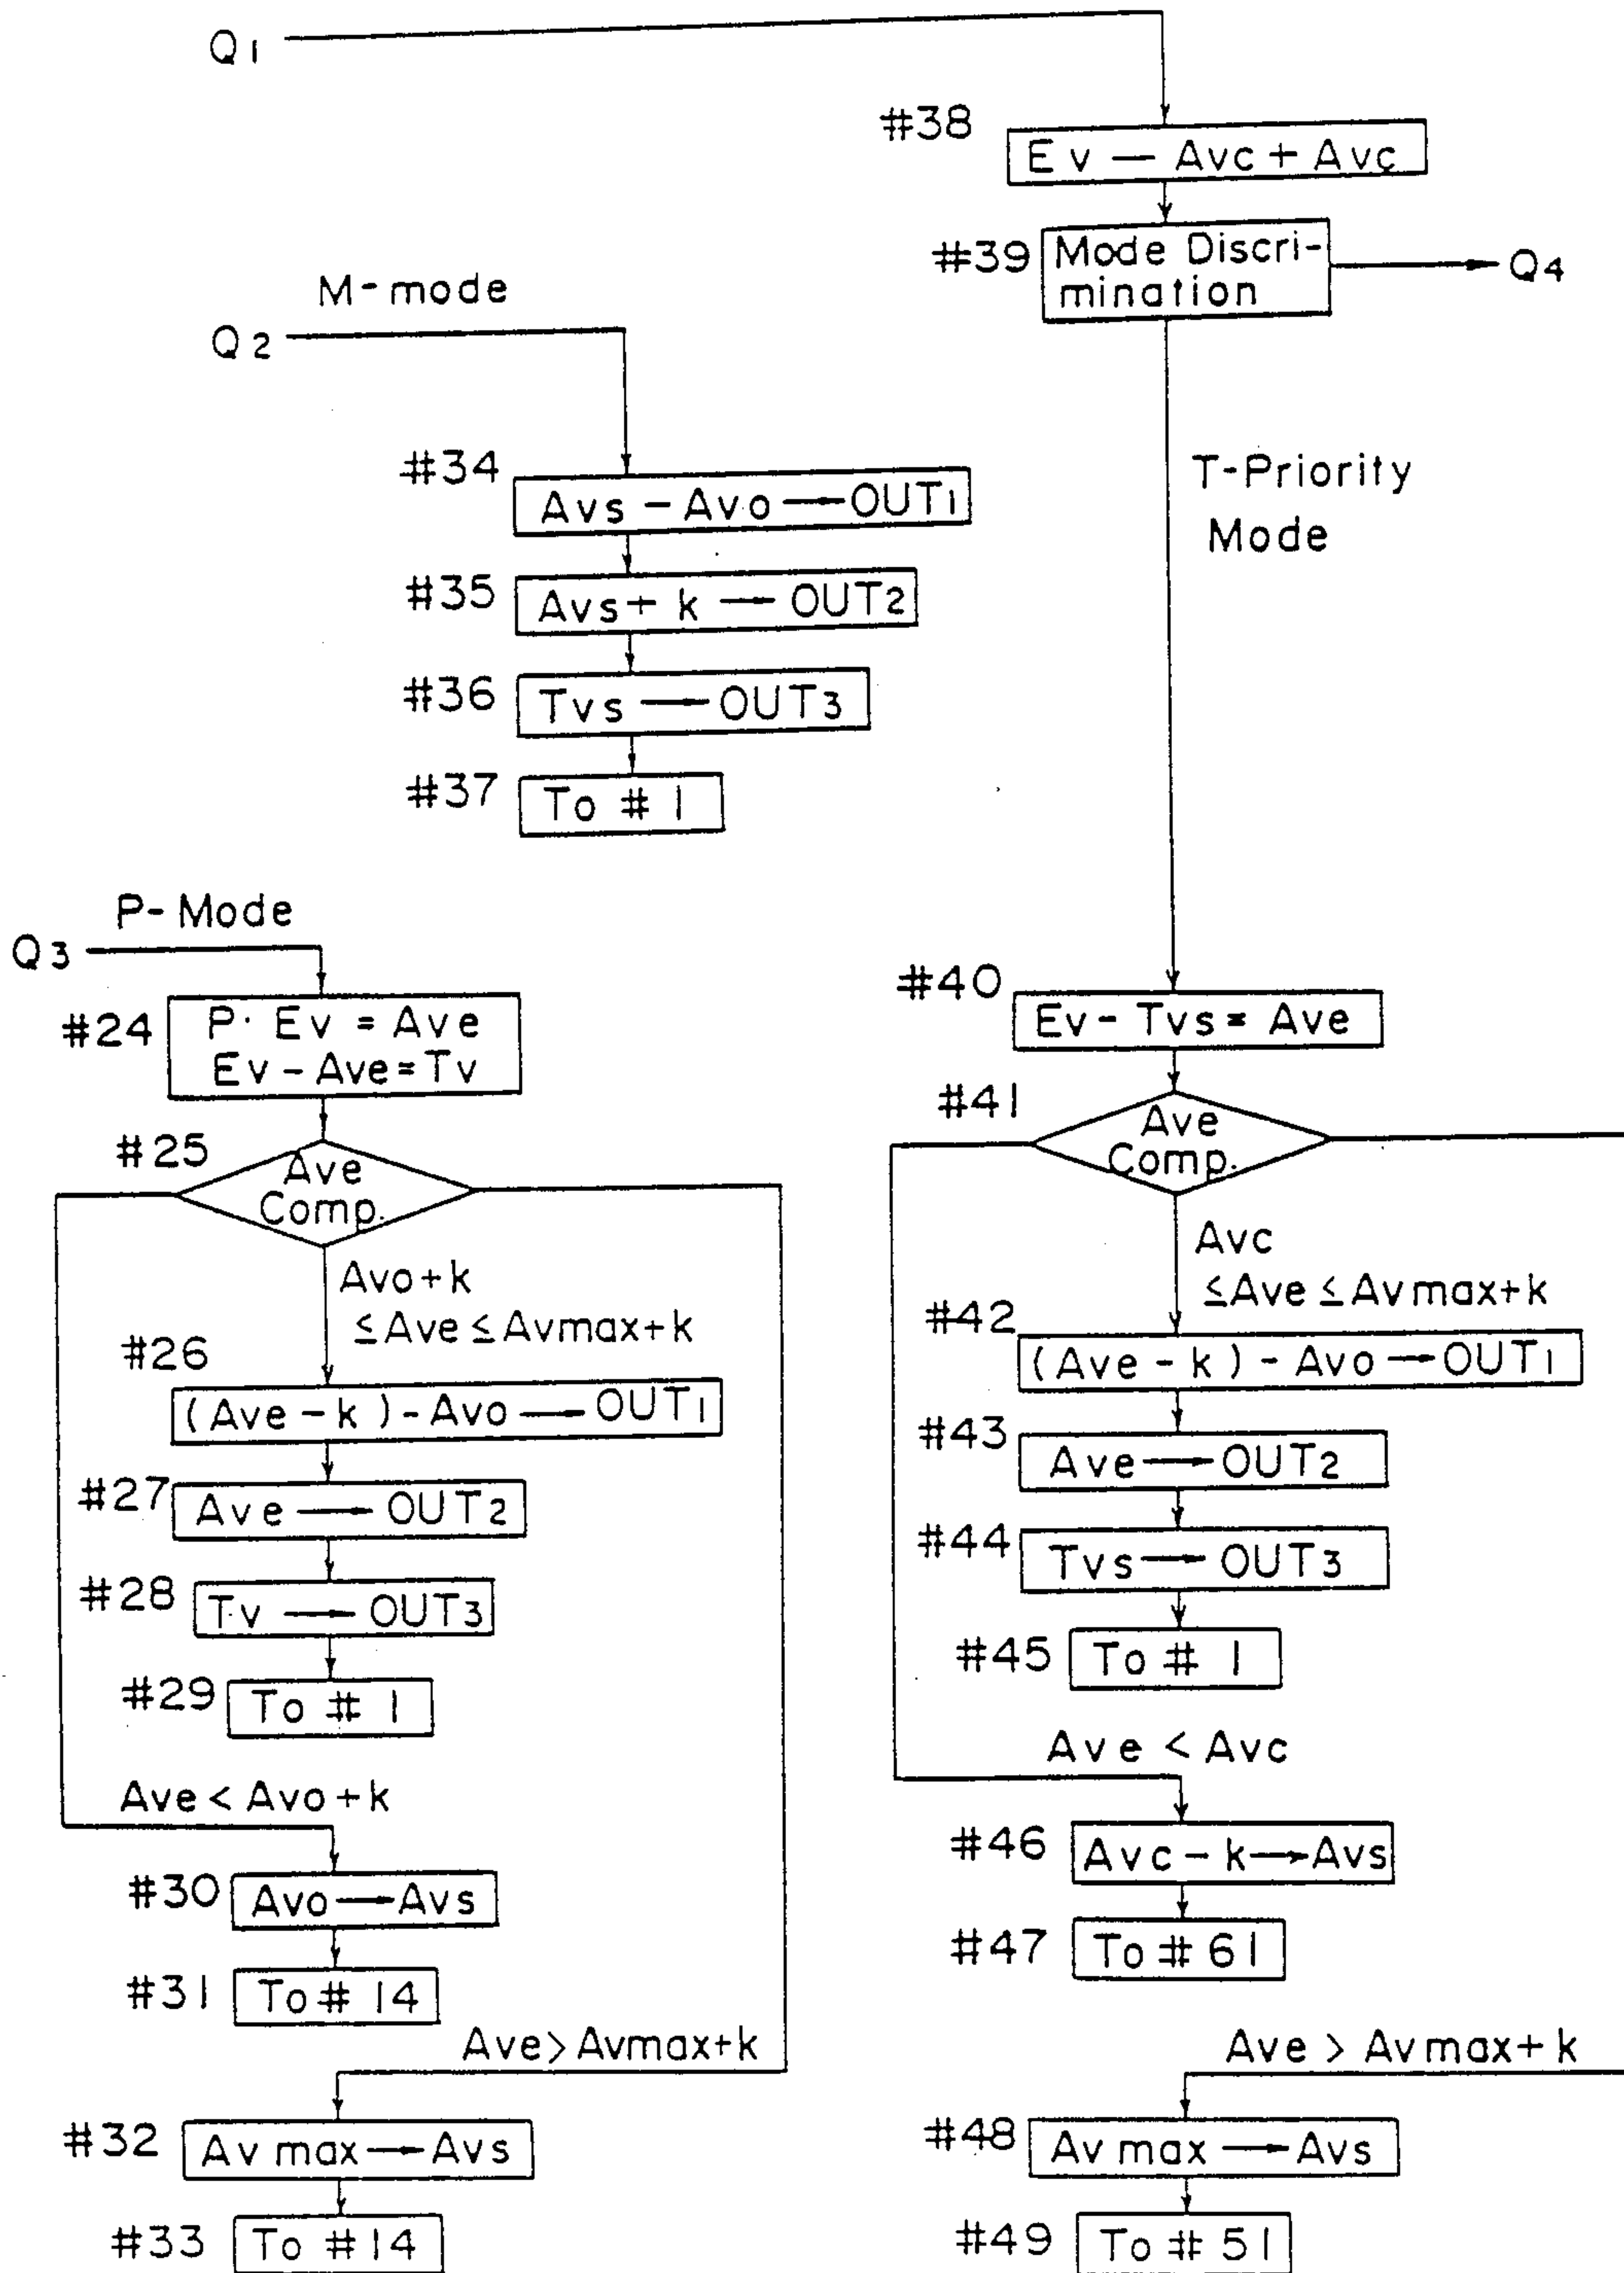 Q1
#38
Ev — Avc + Avç
#39
Mode Discri-
mination
Q4
M-mode
Q2
T-Priority
Mode
#34
Avs - Avo → OUT1
#35
Avs + k → OUT2
#36
Tvs → OUT3
#37
To # 1
P-Mode
Q3
#24
P· Ev = Ave
Ev - Ave = Tv
#25
Ave
Comp.
Avo+k
≤Ave≤Avmax+k
#26
(Ave-k)-Avo → OUT1
#27
Ave → OUT2
#28
Tv → OUT3
#29
To # 1
Ave < Avo + k
#30
Avo → Avs
#31
To # 14
Ave>Avmax+k
#32
Av max → Avs
#33
To #14
#40
Ev - Tvs = Ave
#41
Ave
Comp.
Avc
≤Ave≤Avmax+k
#42
(Ave-k)-Avo → OUT1
#43
Ave → OUT2
#44
Tvs → OUT3
#45
To # 1
Ave < Avc
#46
Avc - k → Avs
#47
To # 61
Ave > Avmax+k
#48
Av max → Avs
#49
To # 51